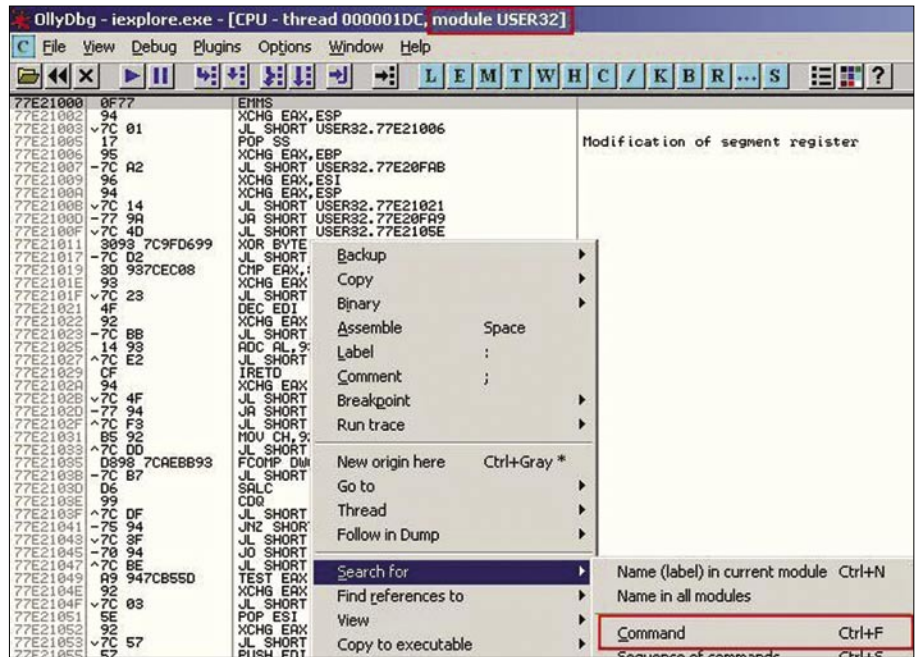 OllyDbg - iexplore.exe - [CPU - thread 000001DC, module USER32]
C File View Debug Plugins Options Window Help
L E M T W H C / K B R ... S ?
77E21000 0F77 EMMS
77E21002 94 XCHG EAX,ESP
77E21003 ˅7C 01 JL SHORT USER32.77E21006
77E21005 17 POP SS Modification of segment register
77E21006 95 XCHG EAX,EBP
77E21007 -7C A2 JL SHORT USER32.77E20FAB
77E21009 96 XCHG EAX,ESI
77E2100A 94 XCHG EAX,ESP
77E2100B ˅7C 14 JL SHORT USER32.77E21021
77E2100D -77 9A JA SHORT USER32.77E20FA9
77E2100F ˅7C 4D JL SHORT USER32.77E2105E
77E21011 3093 7C9FD699 XOR BYTE
77E21017 -7C D2 JL SHORT
77E21019 3D 937CEC08 CMP EAX,
77E2101E 93 XCHG EAX
77E2101F ˅7C 23 JL SHORT
77E21021 4F DEC EDI
77E21022 92 XCHG EAX
77E21023 -7C BB JL SHORT
77E21025 14 93 ADC AL,9
77E21027 ^7C E2 JL SHORT
77E21029 CF IRETD
77E2102A 94 XCHG EAX
77E2102B ˅7C 4F JL SHORT
77E2102D -77 94 JA SHORT
77E2102F ^7C F3 JL SHORT
77E21031 B5 92 MOV CH,9
77E21033 ^7C DD JL SHORT
77E21035 D898 7CAEBB93 FCOMP DW
77E2103B -7C B7 JL SHORT
77E2103D D6 SALC
77E2103E 99 CDQ
77E2103F ^7C DF JL SHORT
77E21041 -75 94 JNZ SHOR
77E21043 ˅7C 3F JL SHORT
77E21045 -70 94 JO SHORT
77E21047 ^7C BE JL SHORT
77E21049 A9 947CB55D TEST EAX
77E2104E 92 XCHG EAX
77E2104F ˅7C 03 JL SHORT
77E21051 5E POP ESI
77E21052 92 XCHG EAX
77E21053 ˅7C 57 JL SHORT
77E21055 57 PUSH EDI
Backup
Copy
Binary
Assemble Space
Label :
Comment ;
Breakpoint
Run trace
New origin here Ctrl+Gray *
Go to
Thread
Follow in Dump
Search for
Find references to
View
Copy to executable
Name (label) in current module Ctrl+N
Name in all modules
Command Ctrl+F
Sequence of commands Ctrl+S